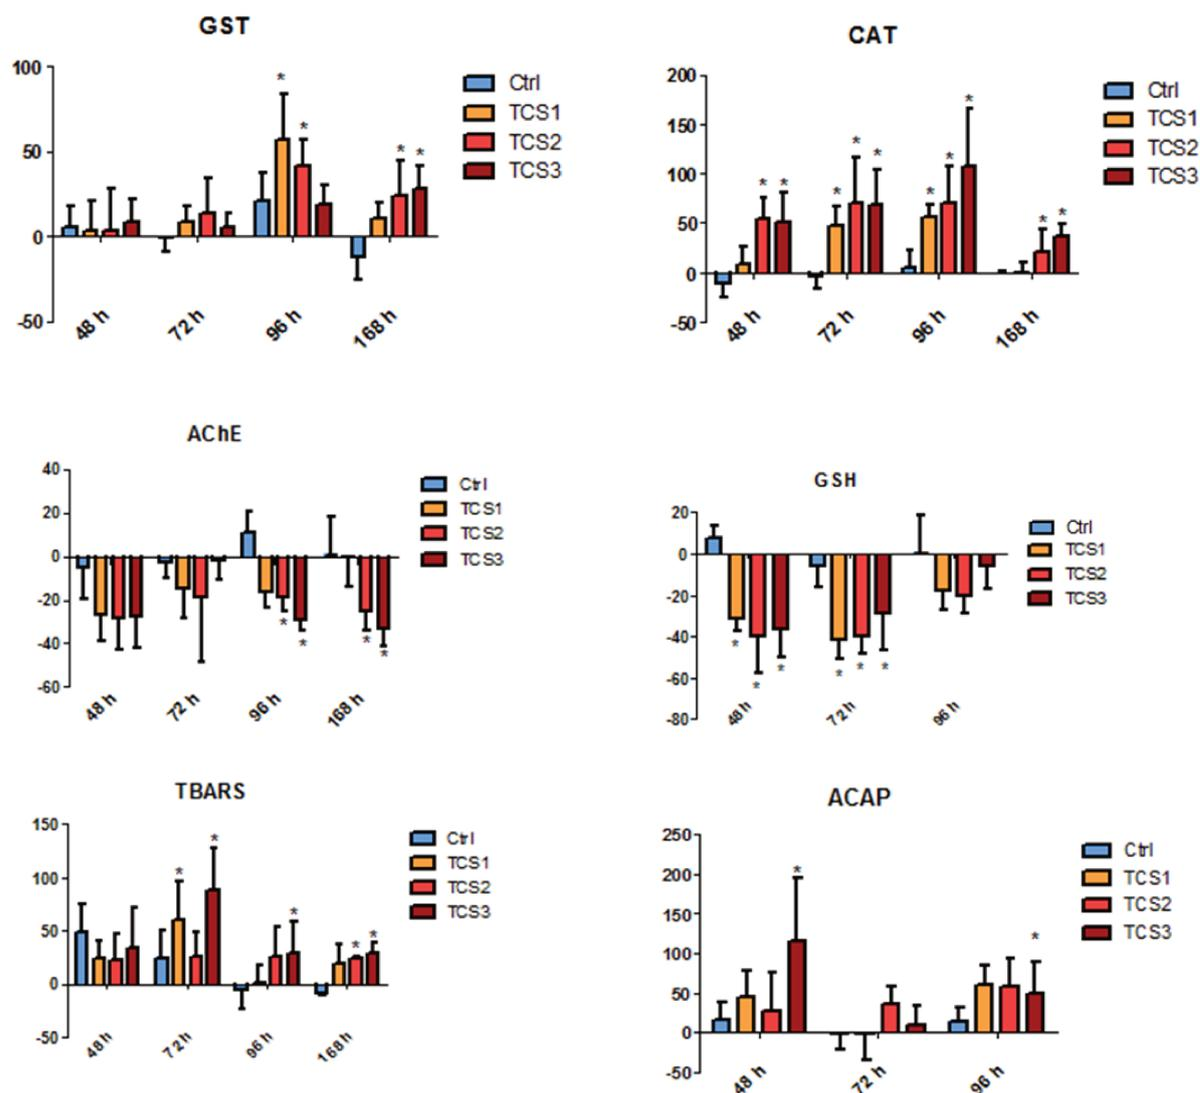 GST
100
50
0
-50
48 h
72 h
96 h
168 h
Ctrl
TCS1
TCS2
TCS3
CAT
200
150
100
50
0
-50
48 h
72 h
96 h
168 h
Ctrl
TCS1
TCS2
TCS3
AChE
40
20
0
-20
-40
-60
48 h
72 h
96 h
168 h
Ctrl
TCS1
TCS2
TCS3
GSH
20
0
-20
-40
-60
-80
48 h
72 h
96 h
Ctrl
TCS1
TCS2
TCS3
TBARS
150
100
50
0
-50
48 h
72 h
96 h
168 h
Ctrl
TCS1
TCS2
TCS3
ACAP
250
200
150
100
50
0
-50
48 h
72 h
96 h
Ctrl
TCS1
TCS2
TCS3